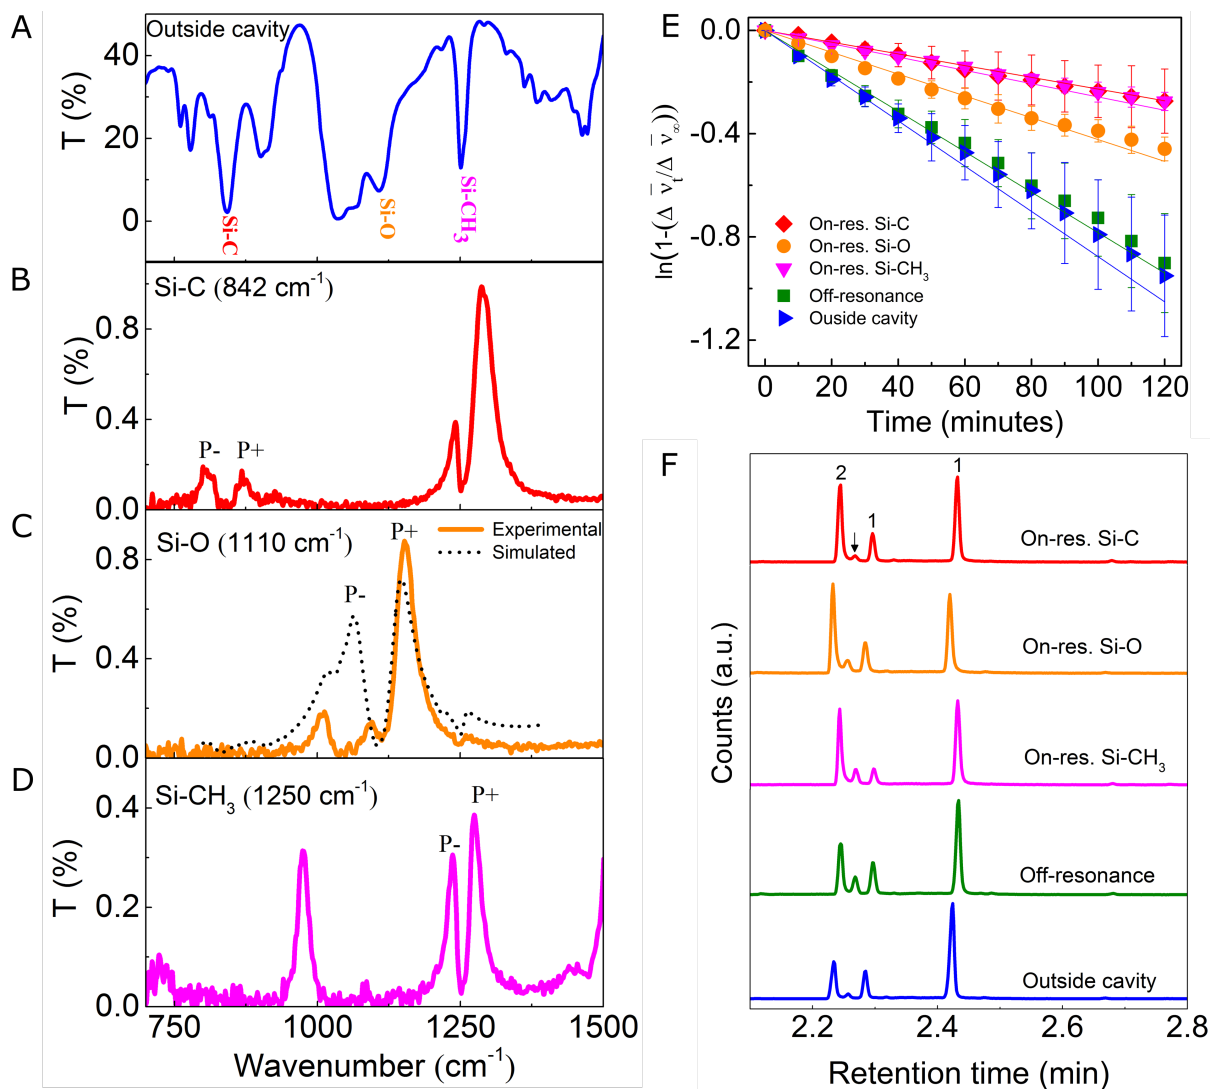 A
Outside cavity
40
20
0
T (%)
Si-C
Si-O
Si-CH3
B
Si-C (842 cm-1)
0.8
0.4
0.0
T (%)
P-
P+
C
Si-O (1110 cm-1)
P+
Experimental
Simulated
P-
0.8
0.4
0.0
T (%)
D
Si-CH3 (1250 cm-1)
P+
P-
0.4
0.2
0.0
T (%)
750
1000
1250
1500
Wavenumber (cm-1)
E
0.0
-0.4
-0.8
-1.2
ln(1-(Δ ν̅t/Δ ν̅∞))
On-res. Si-C
On-res. Si-O
On-res. Si-CH3
Off-resonance
Ouside cavity
0
20
40
60
80
100
120
Time (minutes)
F
2
1
1
On-res. Si-C
On-res. Si-O
On-res. Si-CH3
Off-resonance
Outside cavity
Counts (a.u.)
2.2
2.4
2.6
2.8
Retention time (min)